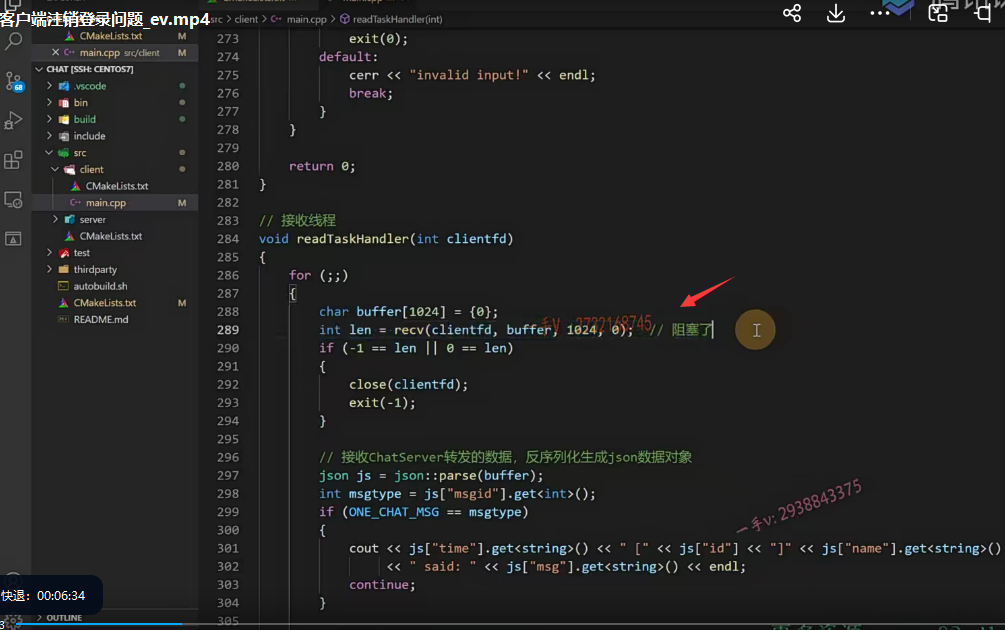 客户端注销登录问题_ev.mp4
src > client > main.cpp > readTaskHandler(int)
CMakeLists.txt M
main.cpp src/client M
CHAT [SSH: CENTOS7]
.vscode
bin
build
include
src
client
CMakeLists.txt
main.cpp M
server
CMakeLists.txt
test
thirdparty
autobuild.sh
CMakeLists.txt M
README.md
68
快退：00:06:34
OUTLINE
273 exit(0);
274 default:
275 cerr << "invalid input!" << endl;
276 break;
277 }
278 }
279
280 return 0;
281 }
282
283 // 接收线程
284 void readTaskHandler(int clientfd)
285 {
286 for (;;)
287 {
288 char buffer[1024] = {0};
289 int len = recv(clientfd, buffer, 1024, 0); // 阻塞了
290 if (-1 == len || 0 == len)
291 {
292 close(clientfd);
293 exit(-1);
294 }
295
296 // 接收ChatServer转发的数据，反序列化生成json数据对象
297 json js = json::parse(buffer);
298 int msgtype = js["msgid"].get<int>();
299 if (ONE_CHAT_MSG == msgtype)
300 {
301 cout << js["time"].get<string>() << " [" << js["id"] << "]" << js["name"].get<string>()
302 << " said: " << js["msg"].get<string>() << endl;
303 continue;
304 }
305
一手v: 2938843375